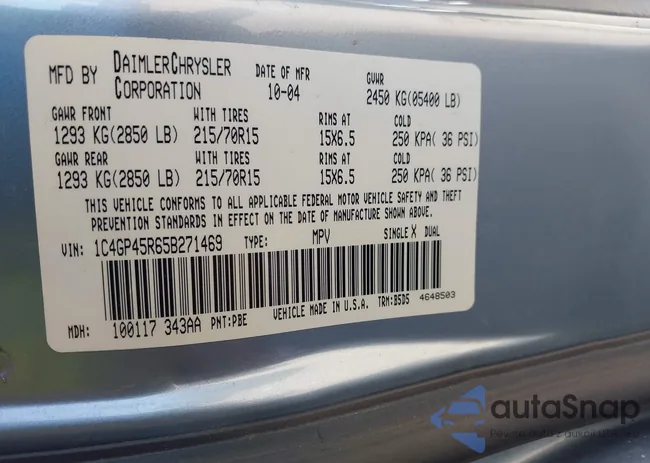 MFD BY DAIMLERCHRYSLER CORPORATION DATE OF MFR 10-04 GVWR 2450 KG(05400 LB)
GAWR FRONT WITH TIRES RIMS AT COLD
1293 KG(2850 LB) 215/70R15 15X6.5 250 KPA( 36 PSI)
GAWR REAR WITH TIRES RIMS AT COLD
1293 KG(2850 LB) 215/70R15 15X6.5 250 KPA( 36 PSI)
THIS VEHICLE CONFORMS TO ALL APPLICABLE FEDERAL MOTOR VEHICLE SAFETY AND THEFT
PREVENTION STANDARDS IN EFFECT ON THE DATE OF MANUFACTURE SHOWN ABOVE.
VIN: 1C4GP45R65B271469 TYPE: MPV SINGLE X DUAL
MDH: 100117 343AA PNT:PBE VEHICLE MADE IN U.S.A. TRM:B5D5 4648503
autoSnap